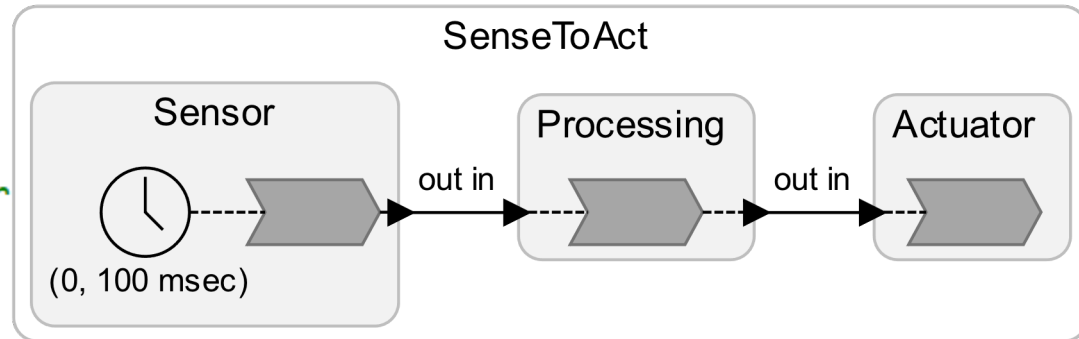 SenseToAct
Sensor
Processing
Actuator
out in
out in
(0, 100 msec)